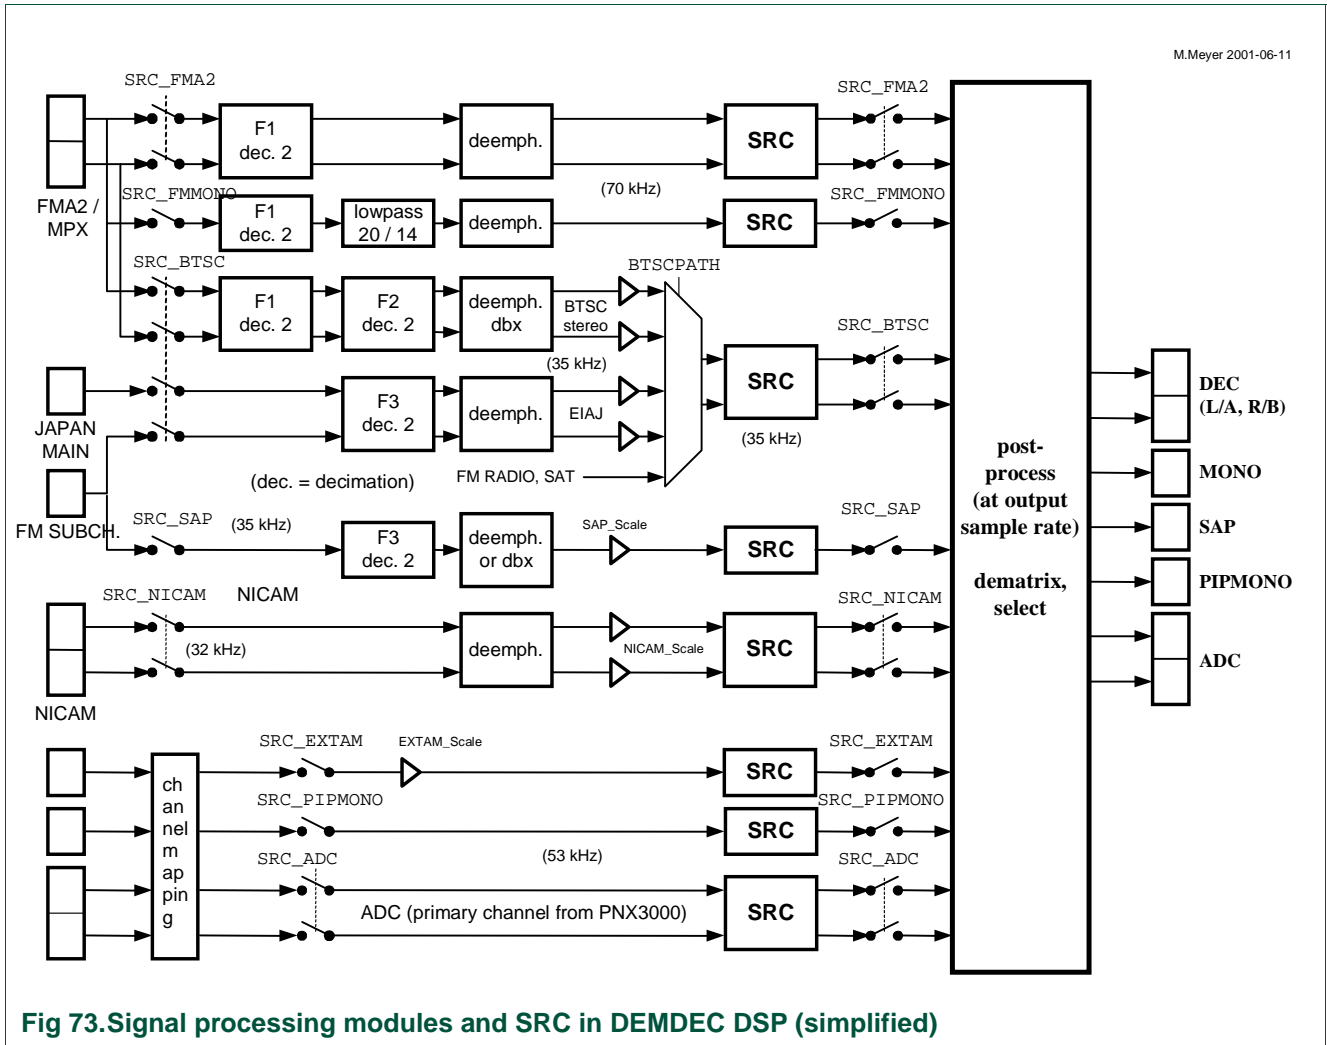 M.Meyer 2001-06-11
SRC_FMA2
SRC_FMA2
F1
dec. 2
deemph.
SRC
FMA2 /
MPX
(70 kHz)
SRC_FMMONO
SRC_FMMONO
F1
dec. 2
lowpass
20 / 14
deemph.
SRC
SRC_BTSC
BTSCPATH
F1
dec. 2
F2
dec. 2
deemph.
dbx
BTSC
stereo
(35 kHz)
SRC_BTSC
SRC
(35 kHz)
JAPAN
MAIN
F3
dec. 2
deemph.
EIAJ
FM RADIO, SAT
(dec. = decimation)
FM SUBCH.
SRC_SAP
(35 kHz)
F3
dec. 2
deemph.
or dbx
SAP_Scale
SRC
SRC_SAP
SRC_NICAM
NICAM
(32 kHz)
deemph.
NICAM_Scale
SRC
SRC_NICAM
NICAM
SRC_EXTAM
EXTAM_Scale
SRC
SRC_EXTAM
ch
an
nel
m
ap
pin
g
SRC_PIPMONO
SRC
SRC_PIPMONO
(53 kHz)
SRC_ADC
ADC (primary channel from PNX3000)
SRC
SRC_ADC
post-
process
(at output
sample rate)
dematrix,
select
DEC
(L/A, R/B)
MONO
SAP
PIPMONO
ADC
Fig 73.Signal processing modules and SRC in DEMDEC DSP (simplified)